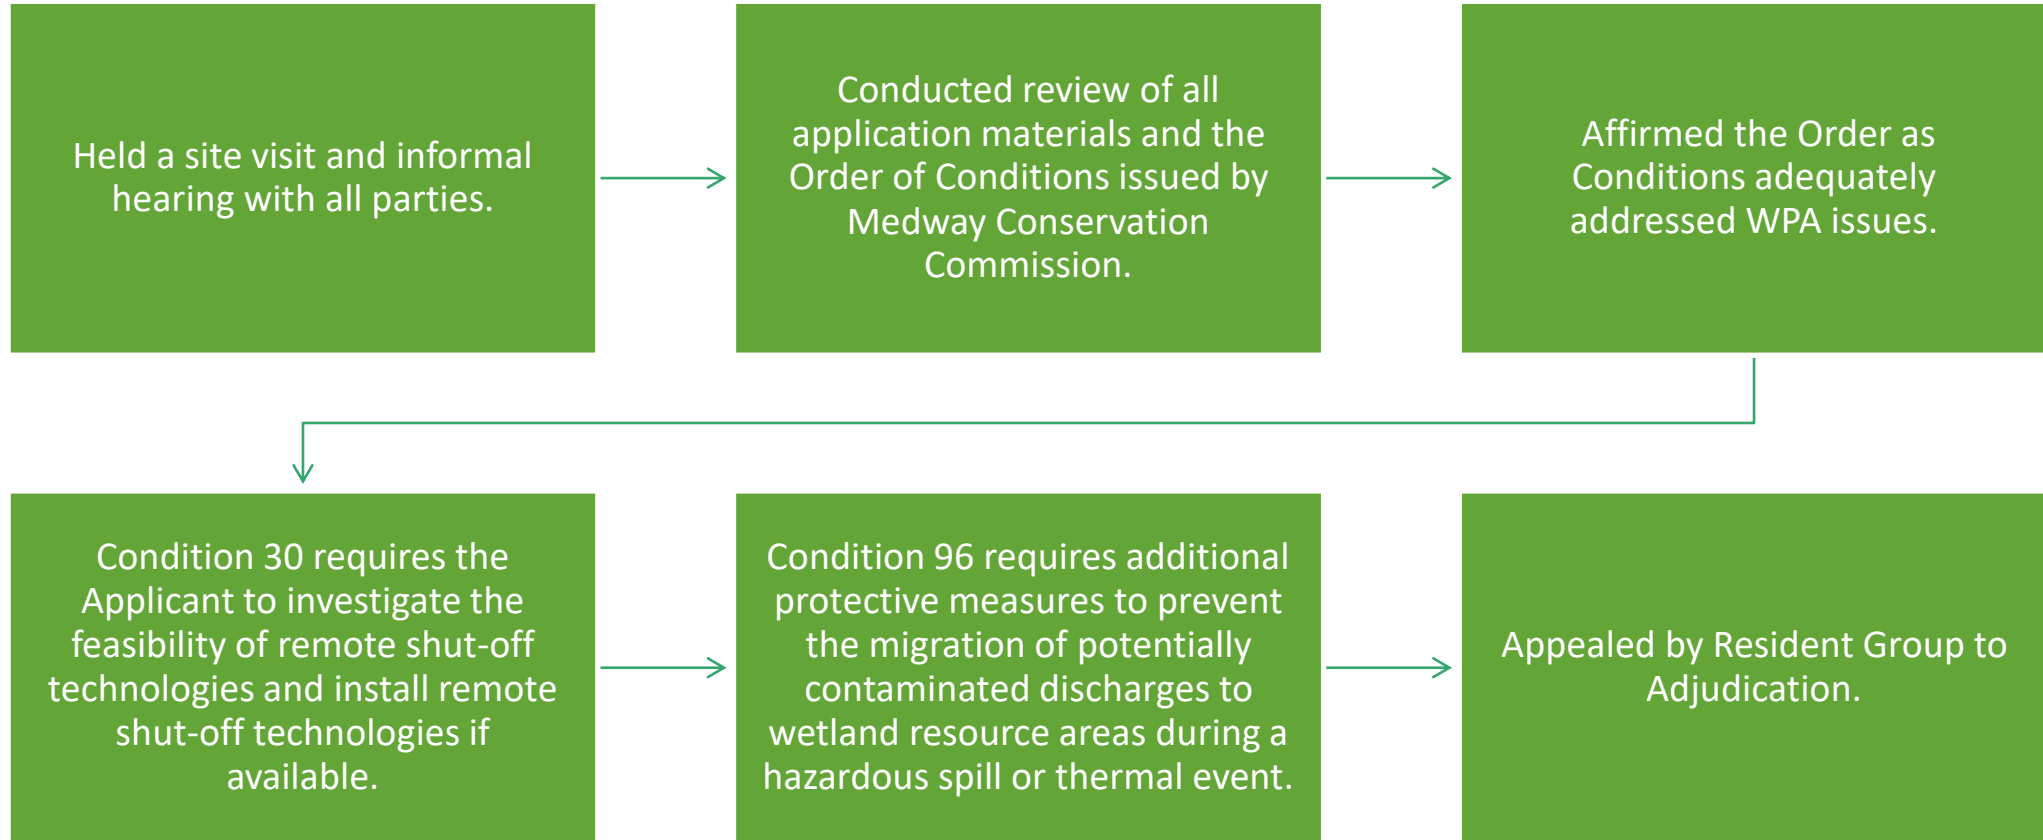 Held a site visit and informal
hearing with all parties.
Conducted review of all
application materials and the
Order of Conditions issued by
Medway Conservation
Commission.
Affirmed the Order as
Conditions adequately
addressed WPA issues.
Condition 30 requires the
Applicant to investigate the
feasibility of remote shut-off
technologies and install remote
shut-off technologies if
available.
Condition 96 requires additional
protective measures to prevent
the migration of potentially
contaminated discharges to
wetland resource areas during a
hazardous spill or thermal event.
Appealed by Resident Group to
Adjudication.